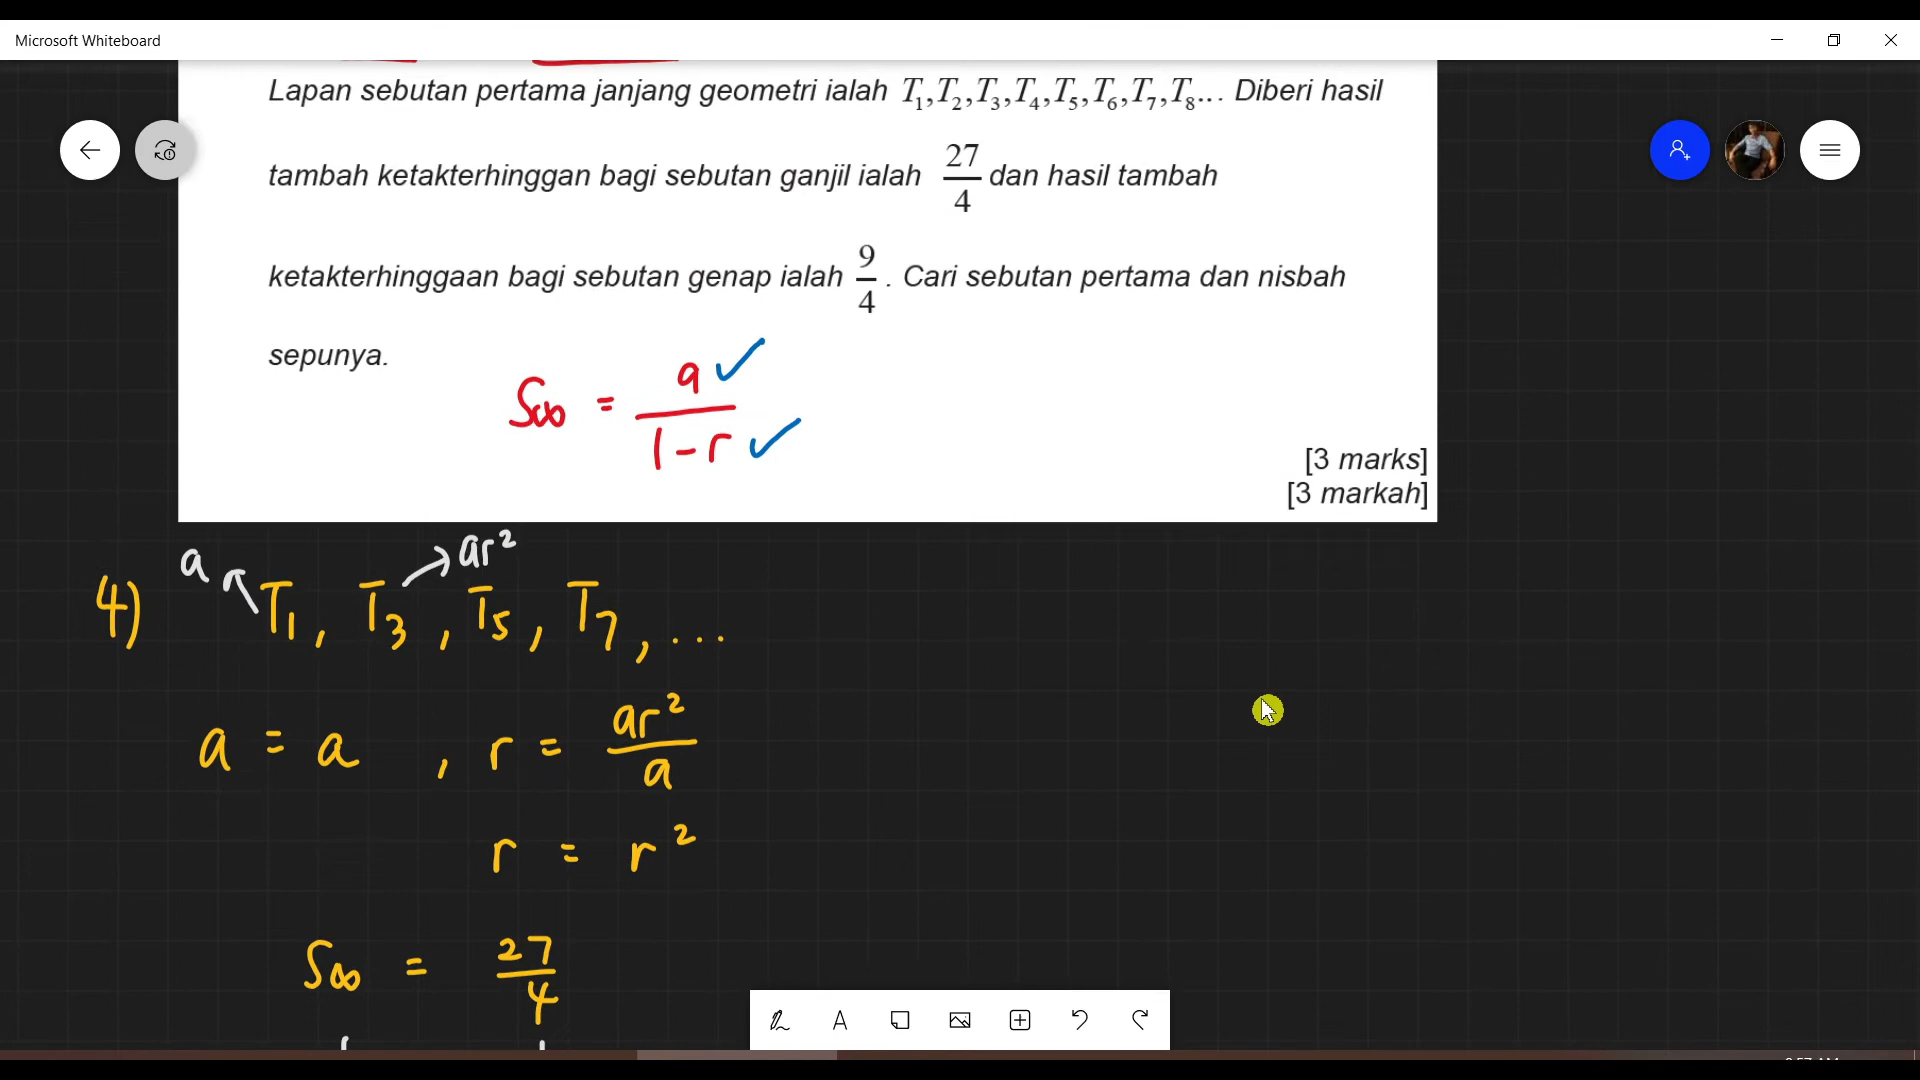 Microsoft Whiteboard
Lapan sebutan pertama janjang geometri ialah T₁,T₂,T₃,T₄,T₅,T₆,T₇,T₈... Diberi hasil
tambah ketakterhinggan bagi sebutan ganjil ialah 27/4 dan hasil tambah
ketakterhinggaan bagi sebutan genap ialah 9/4. Cari sebutan pertama dan nisbah
sepunya.
S∞ = a/(1-r)
[3 marks]
[3 markah]
a ar²
4) T₁, T₃, T₅, T₇, ...
a = a , r = ar²/a
r = r²
S∞ = 27/4